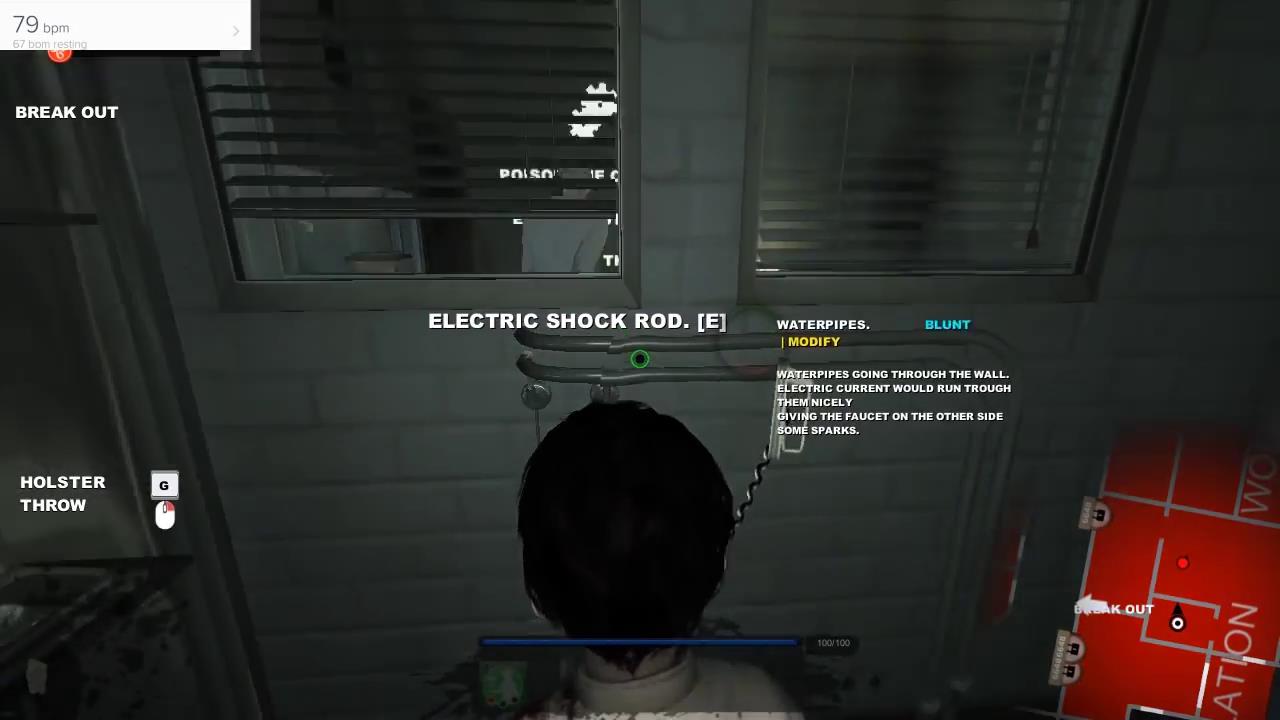 79 bpm
67 bpm resting
BREAK OUT
ELECTRIC SHOCK ROD. [E]
WATERPIPES. BLUNT
| MODIFY
WATERPIPES GOING THROUGH THE WALL.
ELECTRIC CURRENT WOULD RUN TROUGH
THEM NICELY
GIVING THE FAUCET ON THE OTHER SIDE
SOME SPARKS.
HOLSTER G
THROW
BREAK OUT
100/100